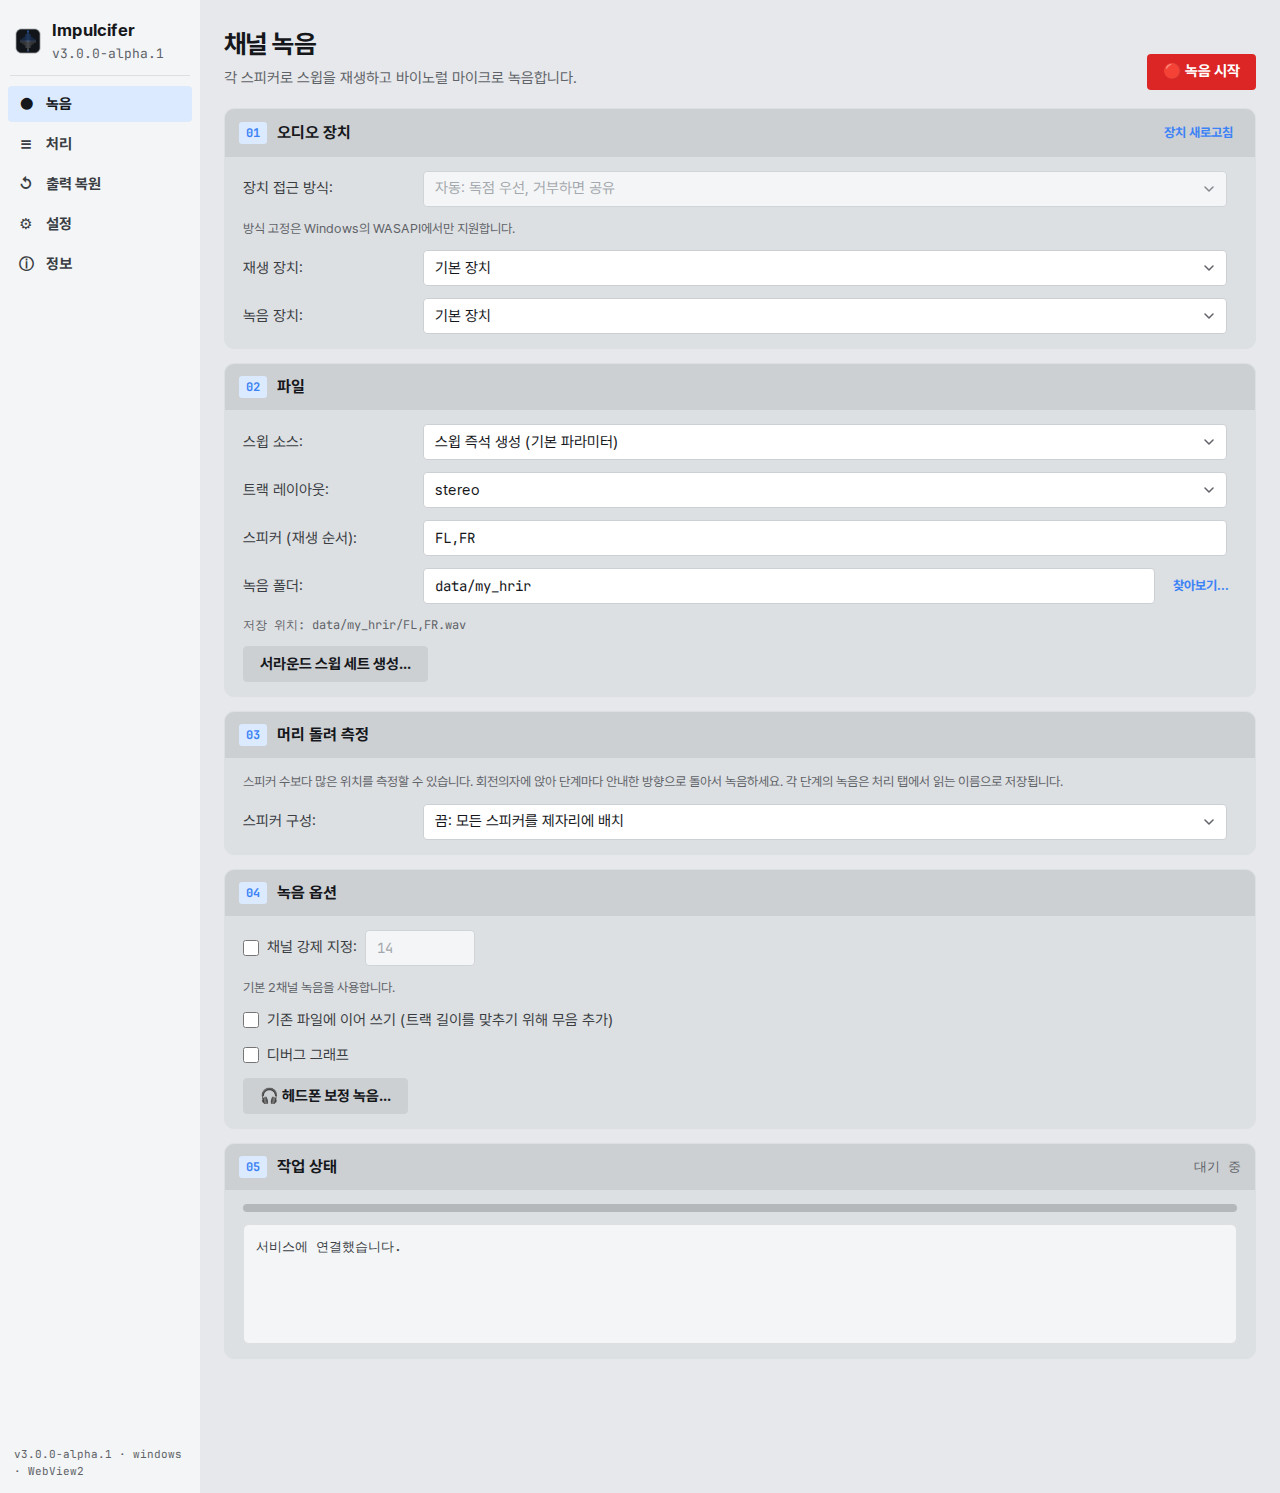 Impulcifer
v3.0.0-alpha.1
녹음
처리
출력 복원
설정
정보
v3.0.0-alpha.1 · windows
· WebView2
채널 녹음
각 스피커로 스윕을 재생하고 바이노럴 마이크로 녹음합니다.
녹음 시작
01 오디오 장치
장치 새로고침
장치 접근 방식: 자동: 독점 우선, 거부하면 공유
방식 고정은 Windows의 WASAPI에서만 지원합니다.
재생 장치: 기본 장치
녹음 장치: 기본 장치
02 파일
스윕 소스: 스윕 즉석 생성 (기본 파라미터)
트랙 레이아웃: stereo
스피커 (재생 순서): FL,FR
녹음 폴더: data/my_hrir 찾아보기...
저장 위치: data/my_hrir/FL,FR.wav
서라운드 스윕 세트 생성...
03 머리 돌려 측정
스피커 수보다 많은 위치를 측정할 수 있습니다. 회전의자에 앉아 단계마다 안내한 방향으로 돌아서 녹음하세요. 각 단계의 녹음은 처리 탭에서 읽는 이름으로 저장됩니다.
스피커 구성: 끔: 모든 스피커를 제자리에 배치
04 녹음 옵션
채널 강제 지정: 14
기본 2채널 녹음을 사용합니다.
기존 파일에 이어 쓰기 (트랙 길이를 맞추기 위해 무음 추가)
디버그 그래프
🎧 헤드폰 보정 녹음...
05 작업 상태
대기 중
서비스에 연결했습니다.